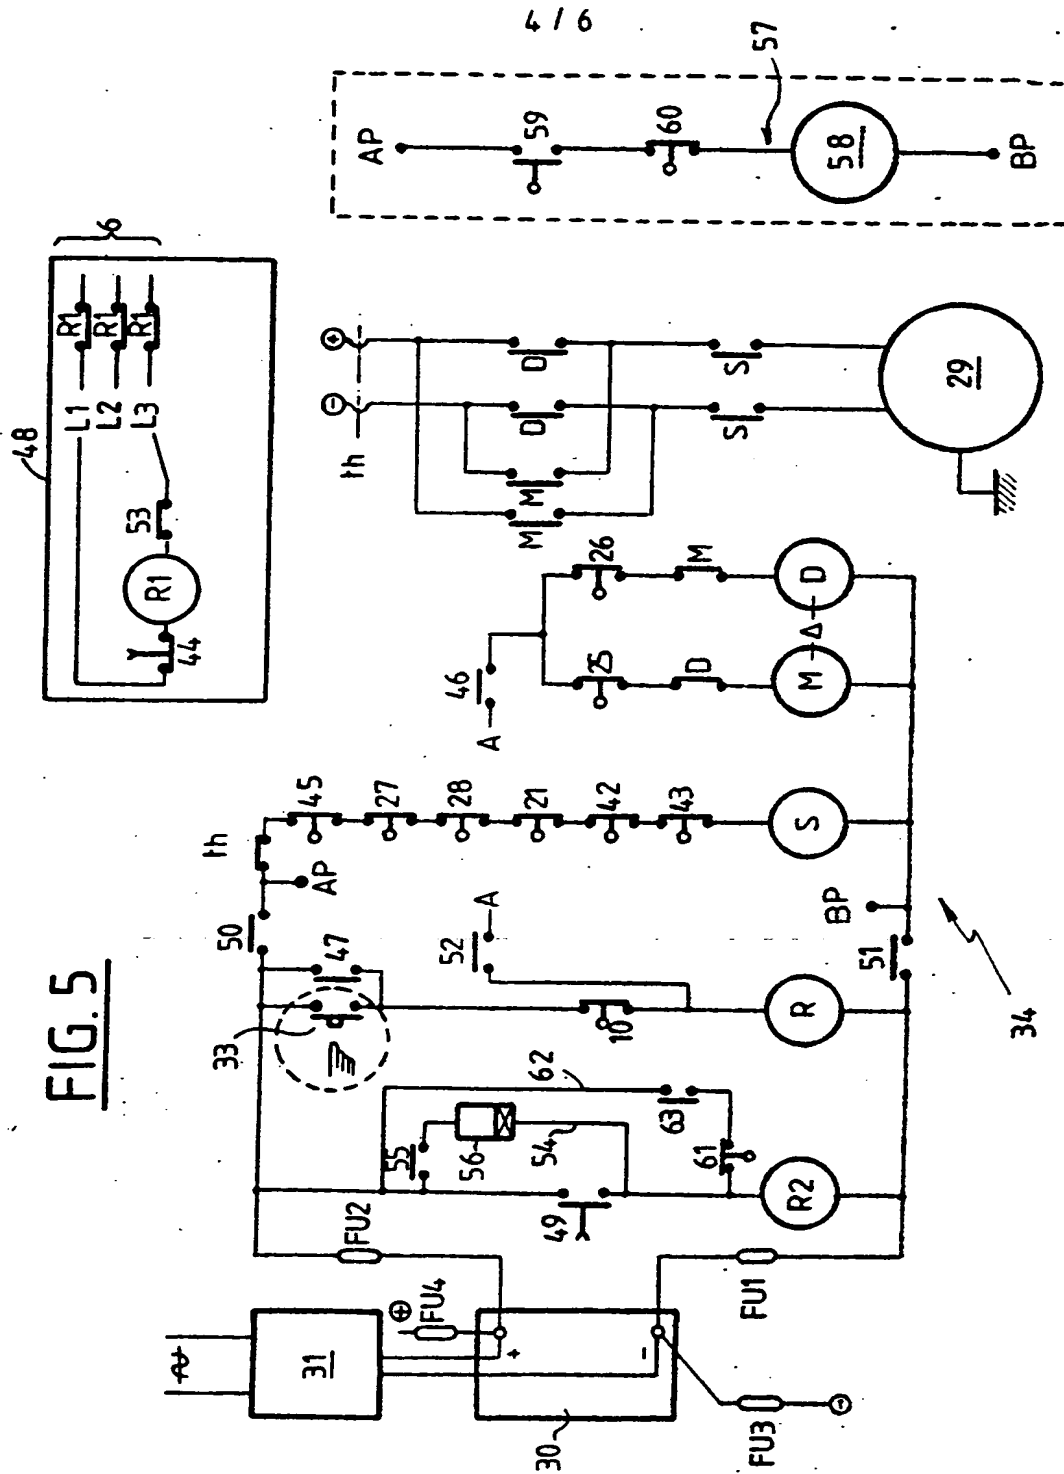 4 / 6
FIG. 5
48
6
L1
L2
L3
R1
R1
R1
53
R1
44
AP
59
60
57
58
BP
th
⊖
⊕
D
D
M
M
S
S
29
46
A
25
26
D
M
M
Δ
D
th
50
AP
45
27
28
21
42
43
S
33
47
52
A
10
R
51
BP
34
62
55
56
54
63
61
49
R2
FU2
FU1
FU4
⊕
31
+
-
30
FU3
⊖